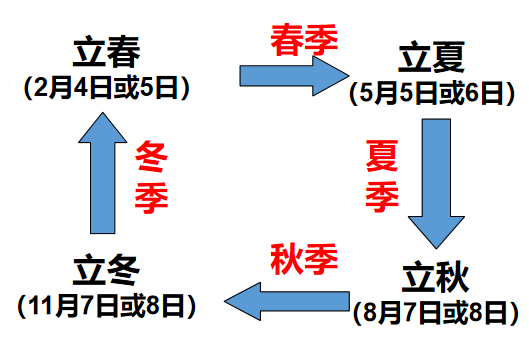 立春
(2月4日或5日)
春季
立夏
(5月5日或6日)
夏季
立秋
(8月7日或8日)
秋季
立冬
(11月7日或8日)
冬季